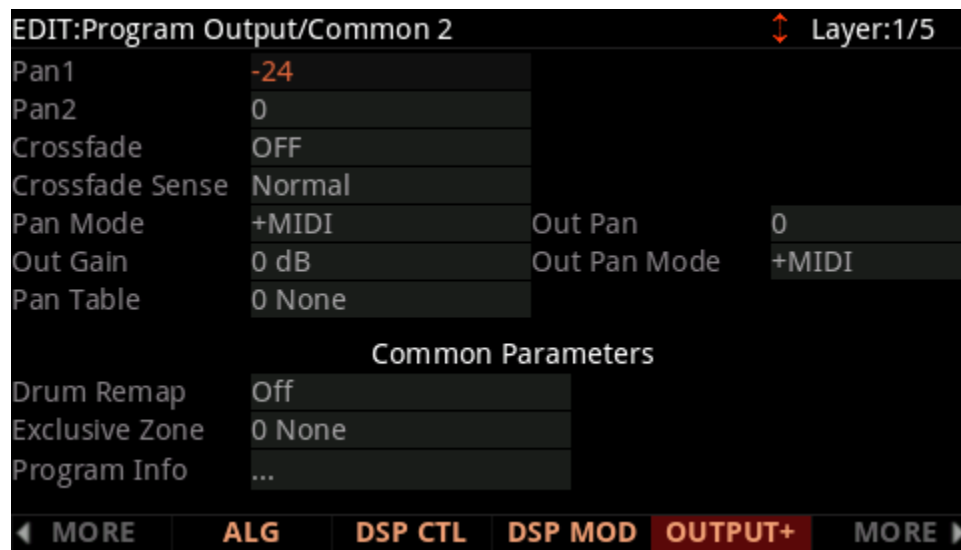 EDIT:Program Output/Common 2 Layer:1/5
Pan1 -24
Pan2 0
Crossfade OFF
Crossfade Sense Normal
Pan Mode +MIDI Out Pan 0
Out Gain 0 dB Out Pan Mode +MIDI
Pan Table 0 None
Common Parameters
Drum Remap Off
Exclusive Zone 0 None
Program Info ...
MORE ALG DSP CTL DSP MOD OUTPUT+ MORE